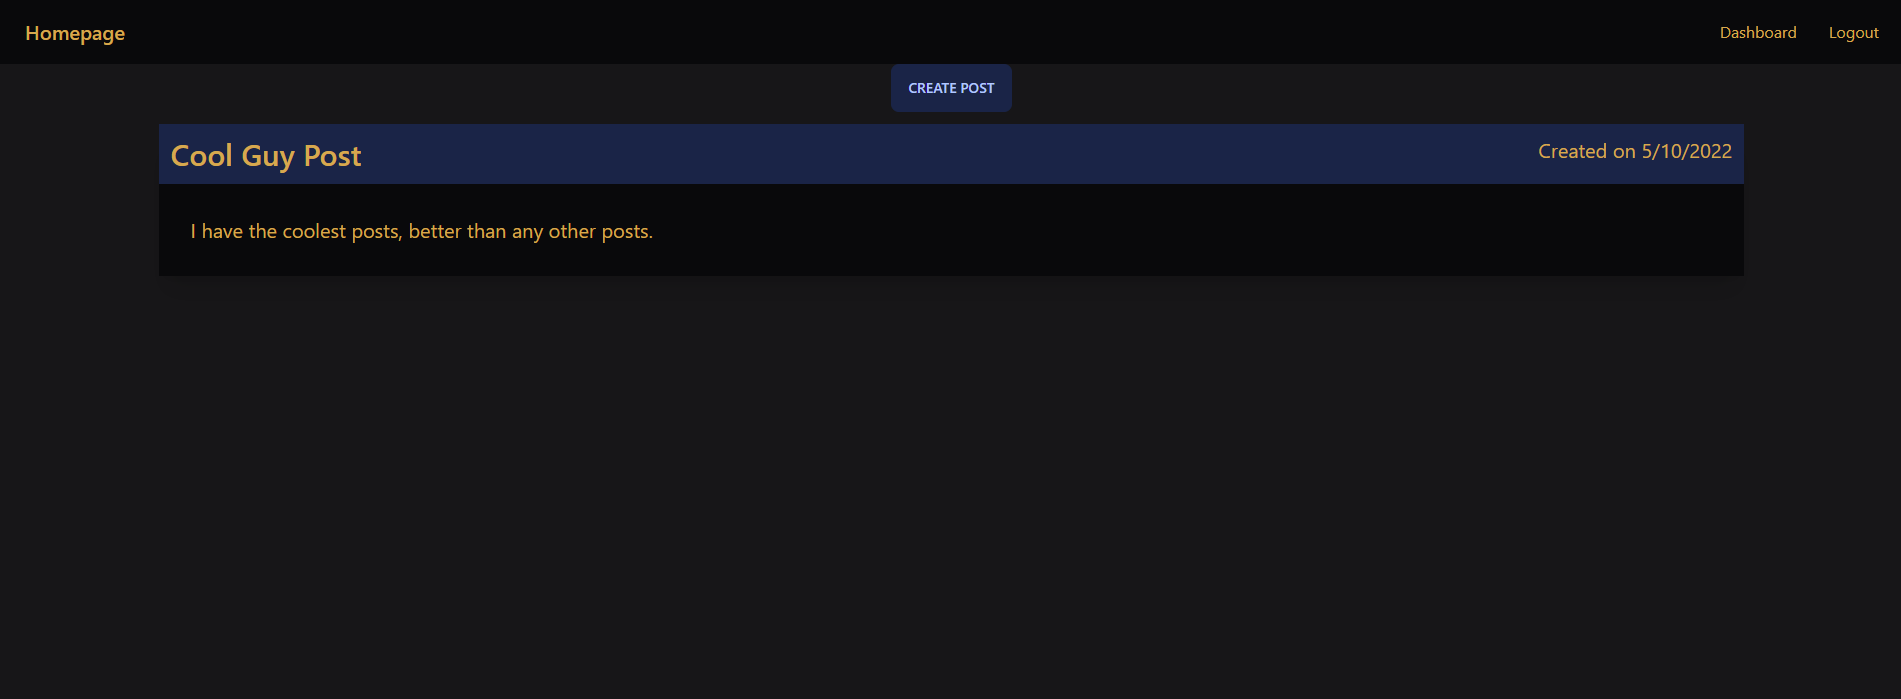 Homepage
Dashboard
Logout
CREATE POST
Cool Guy Post
Created on 5/10/2022
I have the coolest posts, better than any other posts.